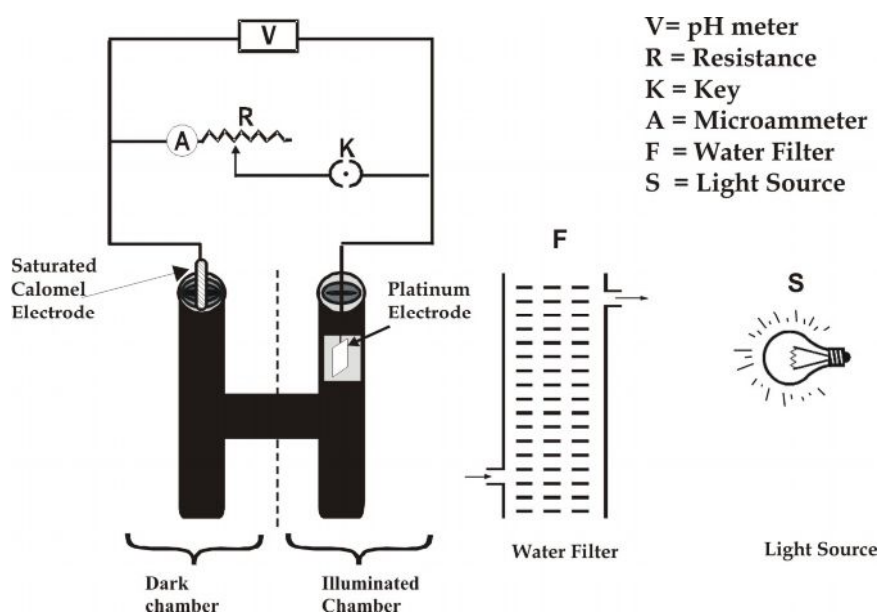 V= pH meter
R = Resistance
K = Key
A = Microammeter
F = Water Filter
S = Light Source
V
R
A
K
F
S
Saturated
Calomel
Electrode
Platinum
Electrode
Dark
chamber
Illuminated
Chamber
Water Filter
Light Source